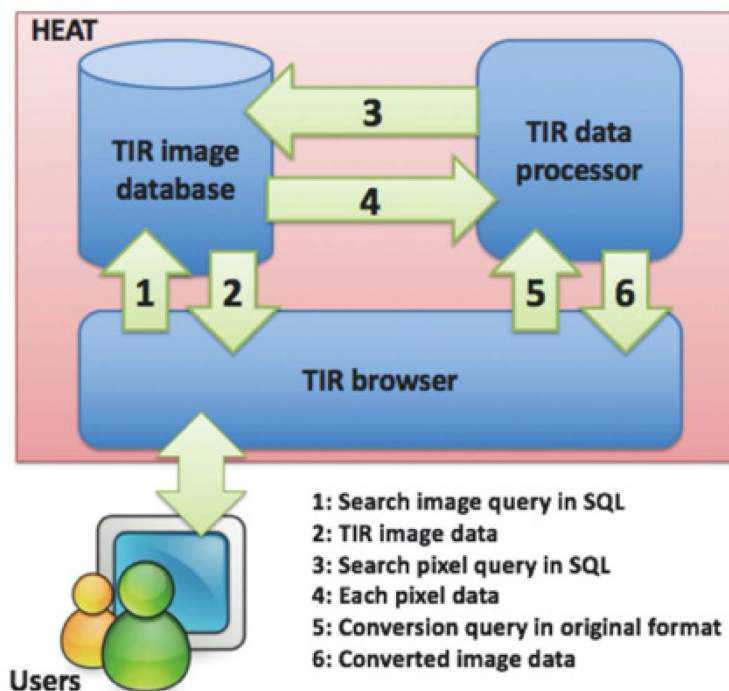 HEAT
TIR image
database
3
4
TIR data
processor
1
2
5
6
TIR browser
1: Search image query in SQL
2: TIR image data
3: Search pixel query in SQL
4: Each pixel data
5: Conversion query in original format
6: Converted image data
Users